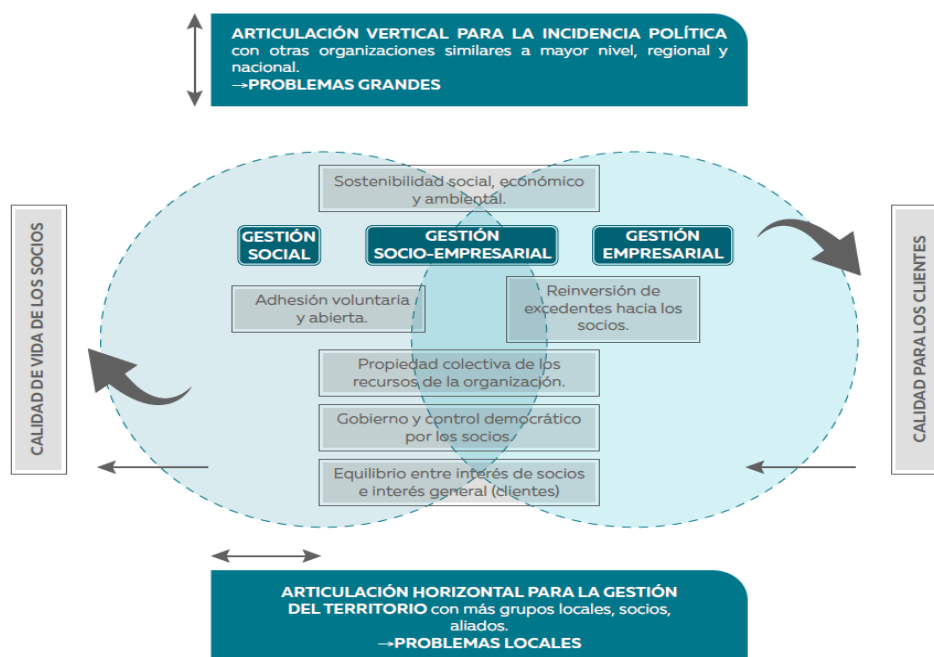 ARTICULACIÓN VERTICAL PARA LA INCIDENCIA POLÍTICA
con otras organizaciones similares a mayor nivel, regional y
nacional.
→PROBLEMAS GRANDES
CALIDAD DE VIDA DE LOS SOCIOS
Sostenibilidad social, económico
y ambiental.
GESTIÓN
SOCIAL
GESTIÓN
SOCIO-EMPRESARIAL
GESTIÓN
EMPRESARIAL
Adhesión voluntaria
y abierta.
Reinversión de
excedentes hacia los
socios.
Propiedad colectiva de los
recursos de la organización.
Gobierno y control democrático
por los socios.
Equilibrio entre interés de socios
e interés general (clientes)
CALIDAD PARA LOS CLIENTES
ARTICULACIÓN HORIZONTAL PARA LA GESTIÓN
DEL TERRITORIO con más grupos locales, socios,
aliados.
→PROBLEMAS LOCALES